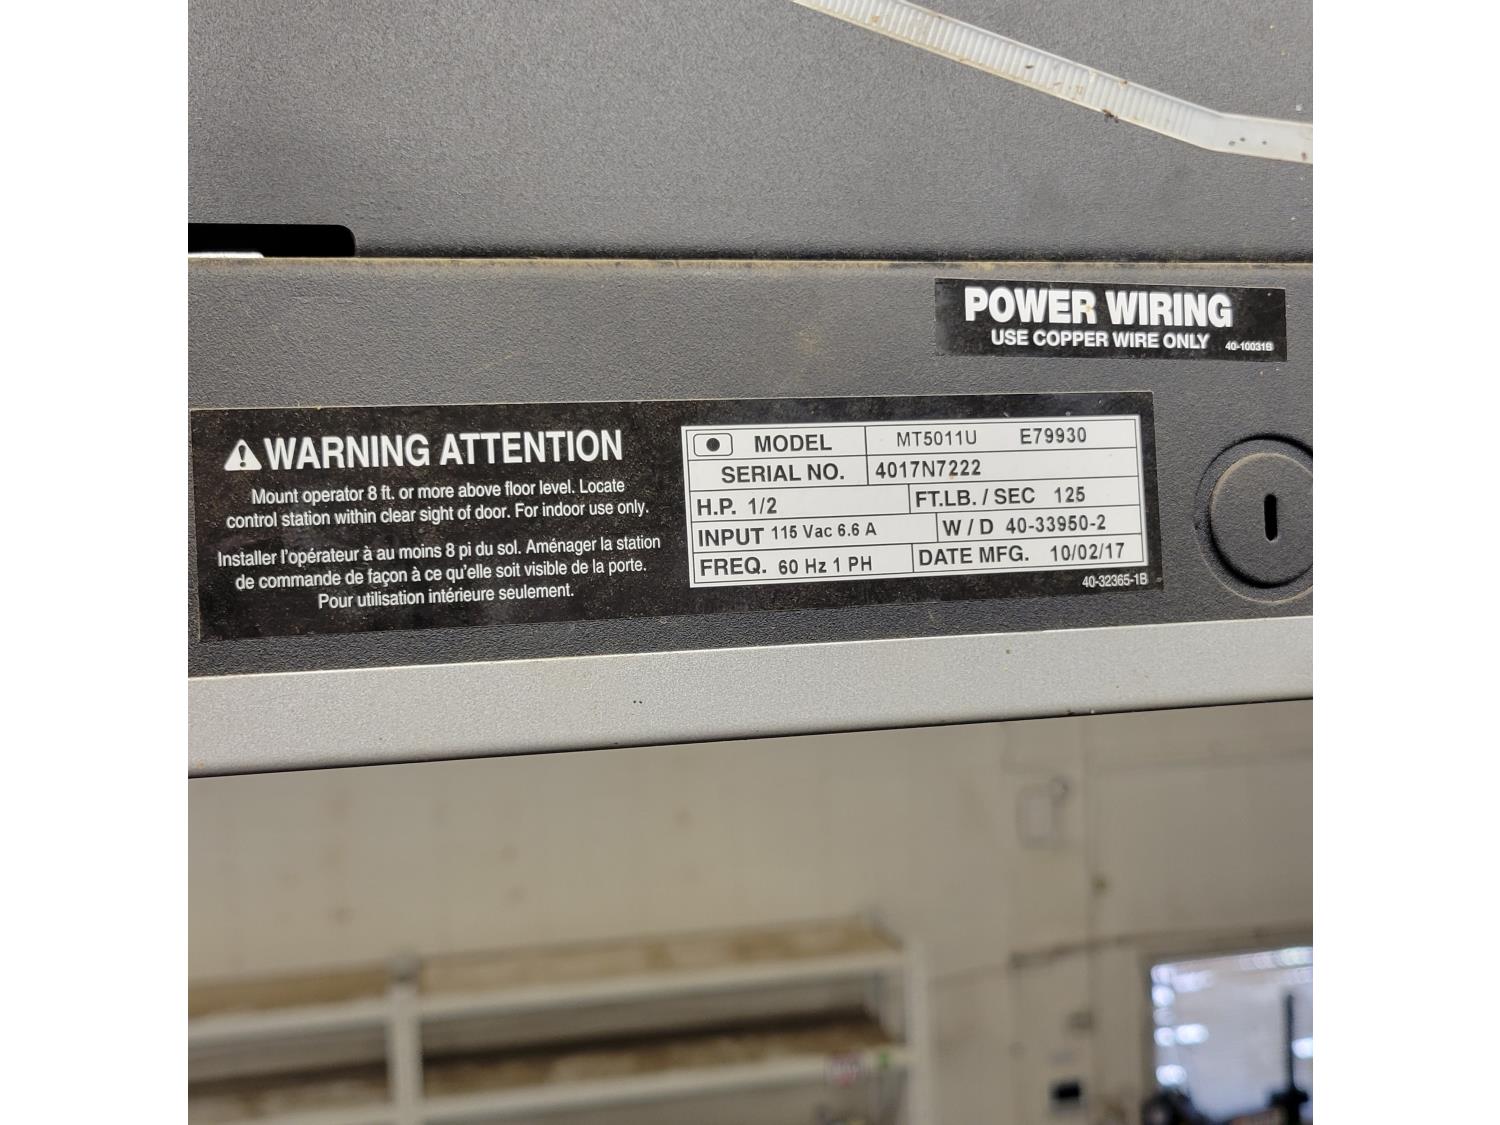 POWER WIRING
USE COPPER WIRE ONLY 40-10031B
WARNING ATTENTION
Mount operator 8 ft. or more above floor level. Locate
control station within clear sight of door. For indoor use only.
Installer l'opérateur à au moins 8 pi du sol. Aménager la station
de commande de façon à ce qu'elle soit visible de la porte.
Pour utilisation intérieure seulement.
MODEL MT5011U E79930
SERIAL NO. 4017N7222
H.P. 1/2 FT.LB. / SEC 125
INPUT 115 Vac 6.6 A W / D 40-33950-2
FREQ. 60 Hz 1 PH DATE MFG. 10/02/17
40-32365-1B